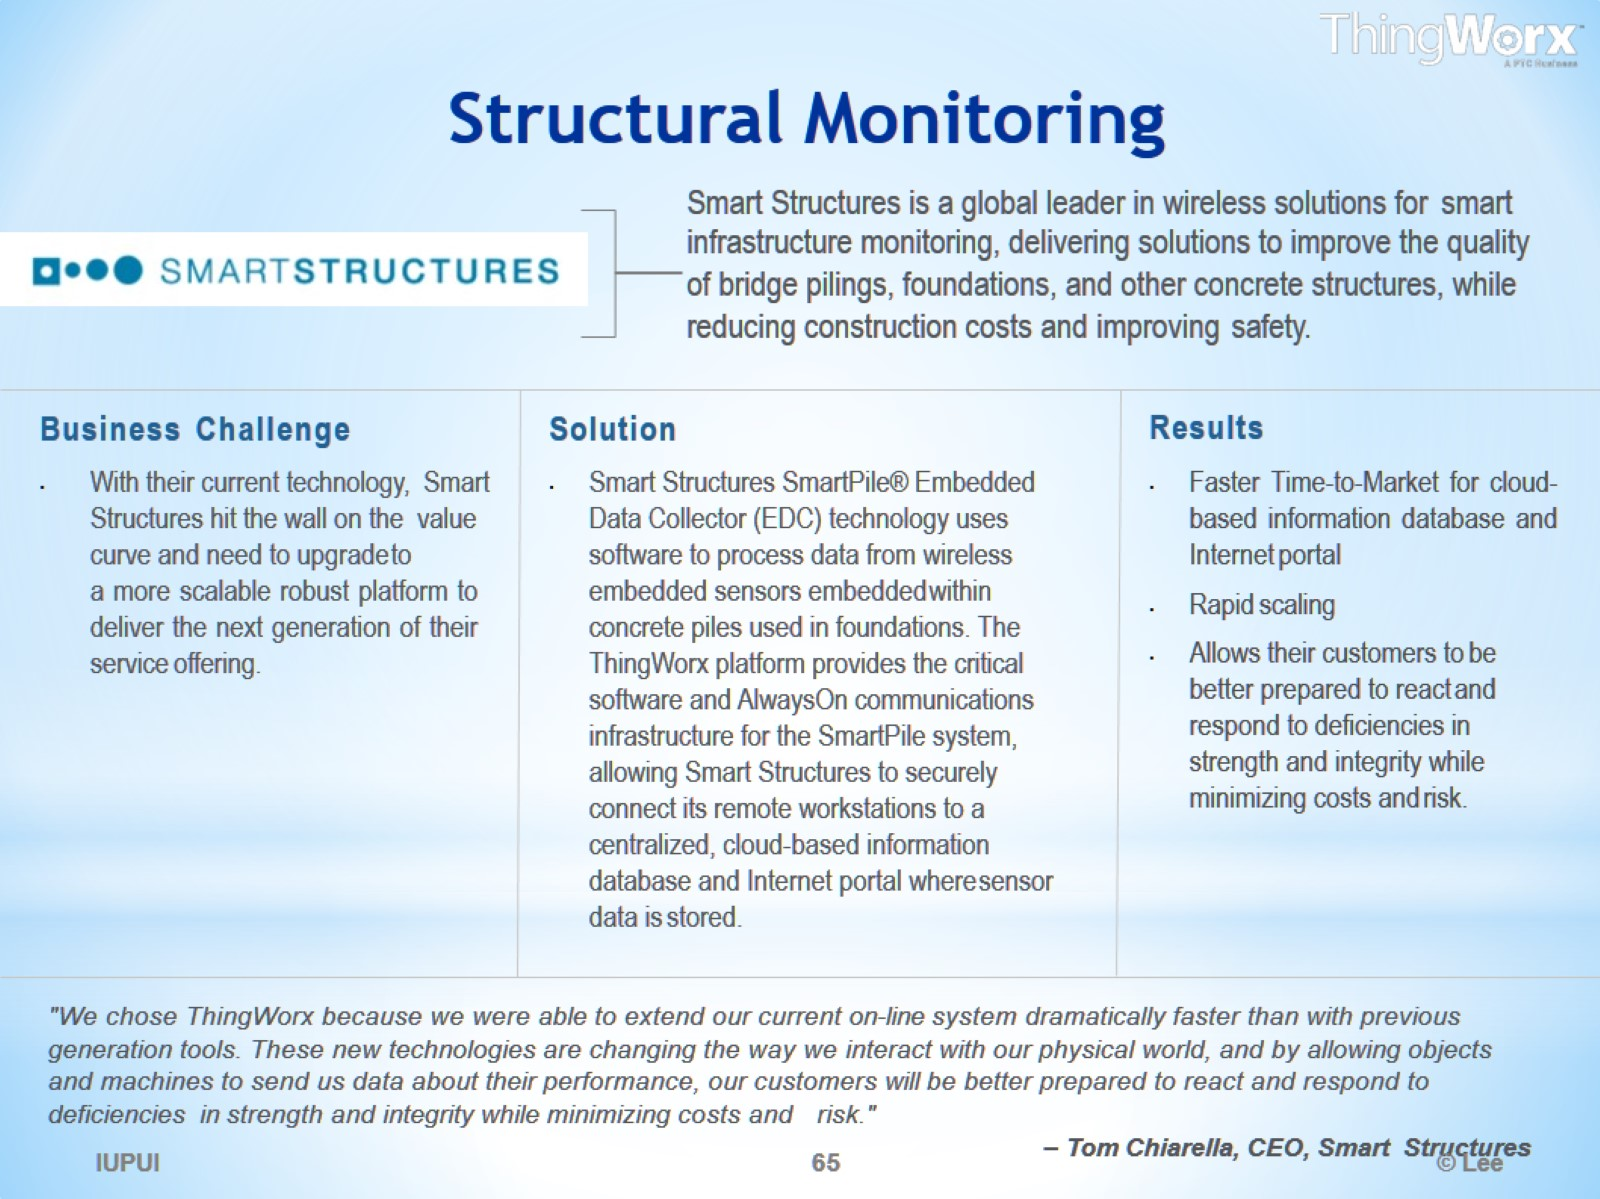 ThingWorx™
A PTC Business
Structural Monitoring
SMARTSTRUCTURES
Smart Structures is a global leader in wireless solutions for smart
infrastructure monitoring, delivering solutions to improve the quality
of bridge pilings, foundations, and other concrete structures, while
reducing construction costs and improving safety.
Business Challenge
. With their current technology, Smart
Structures hit the wall on the value
curve and need to upgrade to
a more scalable robust platform to
deliver the next generation of their
service offering.
Solution
. Smart Structures SmartPile® Embedded
Data Collector (EDC) technology uses
software to process data from wireless
embedded sensors embedded within
concrete piles used in foundations. The
ThingWorx platform provides the critical
software and AlwaysOn communications
infrastructure for the SmartPile system,
allowing Smart Structures to securely
connect its remote workstations to a
centralized, cloud-based information
database and Internet portal where sensor
data is stored.
Results
. Faster Time-to-Market for cloud-
based information database and
Internet portal
. Rapid scaling
. Allows their customers to be
better prepared to react and
respond to deficiencies in
strength and integrity while
minimizing costs and risk.
"We chose ThingWorx because we were able to extend our current on-line system dramatically faster than with previous
generation tools. These new technologies are changing the way we interact with our physical world, and by allowing objects
and machines to send us data about their performance, our customers will be better prepared to react and respond to
deficiencies in strength and integrity while minimizing costs and risk."
– Tom Chiarella, CEO, Smart Structures
IUPUI
65
© Lee